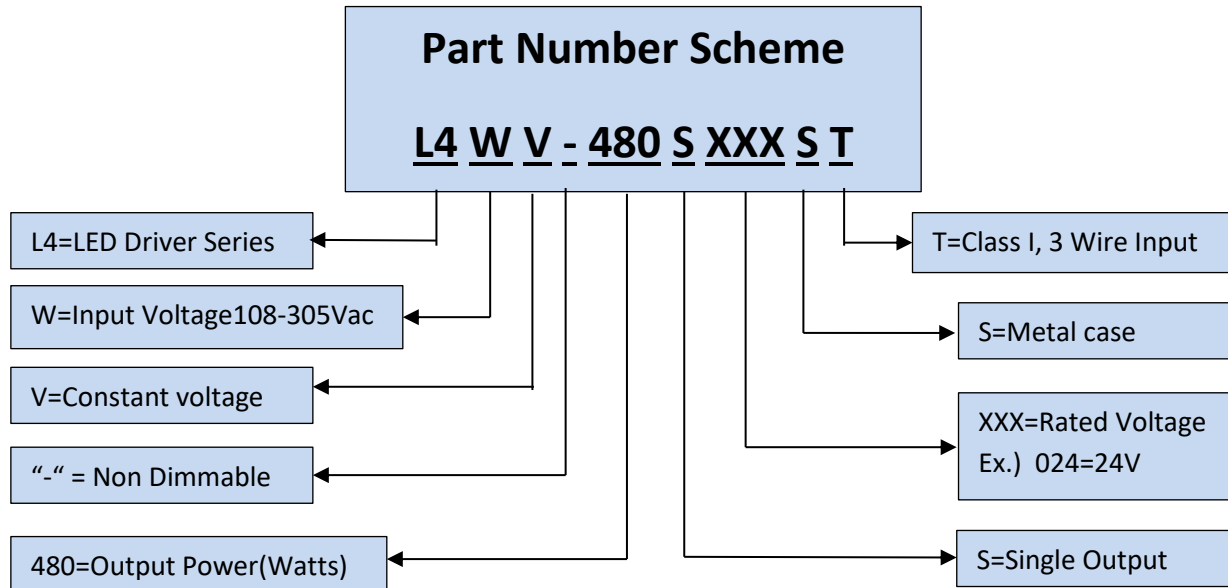 Part Number Scheme
L4 W V - 480 S XXX S T
L4=LED Driver Series
W=Input Voltage108-305Vac
V=Constant voltage
“-“ = Non Dimmable
480=Output Power(Watts)
T=Class I, 3 Wire Input
S=Metal case
XXX=Rated Voltage
Ex.) 024=24V
S=Single Output